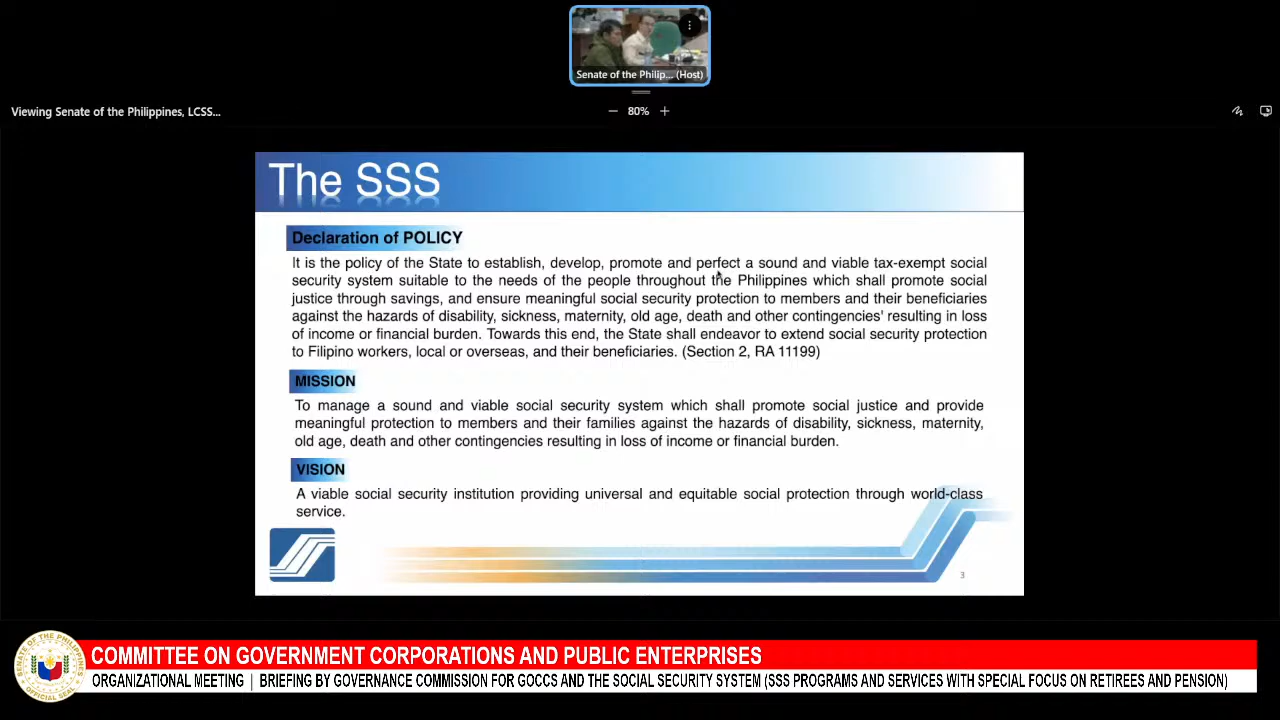 Senate of the Philip... (Host)
Viewing Senate of the Philippines, LCSS...
80%
The SSS
Declaration of POLICY
It is the policy of the State to establish, develop, promote and perfect a sound and viable tax-exempt social
security system suitable to the needs of the people throughout the Philippines which shall promote social
justice through savings, and ensure meaningful social security protection to members and their beneficiaries
against the hazards of disability, sickness, maternity, old age, death and other contingencies' resulting in loss
of income or financial burden. Towards this end, the State shall endeavor to extend social security protection
to Filipino workers, local or overseas, and their beneficiaries. (Section 2, RA 11199)
MISSION
To manage a sound and viable social security system which shall promote social justice and provide
meaningful protection to members and their families against the hazards of disability, sickness, maternity,
old age, death and other contingencies resulting in loss of income or financial burden.
VISION
A viable social security institution providing universal and equitable social protection through world-class
service.
3
SENATE OF THE PHILIPPINES
OFFICIAL SEAL
COMMITTEE ON GOVERNMENT CORPORATIONS AND PUBLIC ENTERPRISES
ORGANIZATIONAL MEETING | BRIEFING BY GOVERNANCE COMMISSION FOR GOCCS AND THE SOCIAL SECURITY SYSTEM (SSS PROGRAMS AND SERVICES WITH SPECIAL FOCUS ON RETIREES AND PENSION)